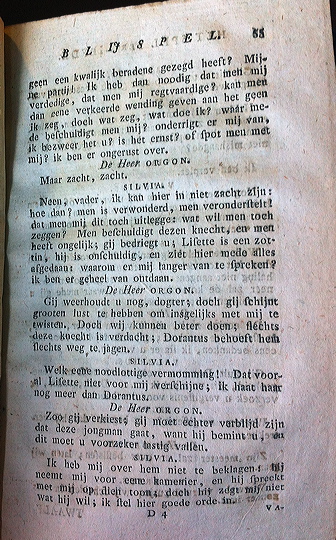 BLIJSPEL. 55
geen een kwalijk beradene gezegd heeft? Mij-
ne partij! Ik heb dan noodig dat men mij
verdedige, dat men mij regtvaardige? kan men
dan eene verkeerde wending geven aan het geen
ik zeg, doch wat zeg, wat doe ik? waar me-
de beschuldigt men mij? onderrigt er mij van,
ik bezweer het u? is hét ernst? of spot men met
mij? ik ben er ongerust over.
De Heer ORGON.
Maar zacht, zacht.
SILVIA.
Neen, vader, ik kan hier in niet zacht zijn:
hoe dan? men is verwonderd, men veronderstelt!
dat men mij dit toch uitlegge: wat wil men toch
zeggen? Men beschuldigt dezen knecht, en men
heeft ongelijk; gij bedriegt u; Lisette is een zot-
tin, hij is onschuldig, en ziet hier mede alles
afgedaan: waarom er mij langer van te spreken?
ik ben er geheel van ontdaan.
De Heer ORGON.
Gij weerhoudt u nog, dogter; doch gij schijnt
grooten lust te hebben om insgelijks met mij te
twisten. Doch wij kunnen beter doen; slechts
deze knecht is verdacht; Dorantus behoeft hem
slechts weg te jagen.
SILVIA.
Welk eene noodlottige vermomming! Dat voor-
al Lisette niet voor mij verschijne; ik haat haar
nog meer dan Dorantus.
De Heer ORGON.
Zoo gij verkiest; gij moet echter verblijd zijn
dat deze jongman gaat, want hij bemint u, en
dit moet u voorzeker lastig vallen.
SILVIA.
Ik heb mij over hem niet te beklagen: hij
neemt mij voor eene kamenier, en hij spreekt
met mij op dien toon; doch hij zegt mij niet
wat hij wil; ik stel hier goede orde in.
D 4 VA-